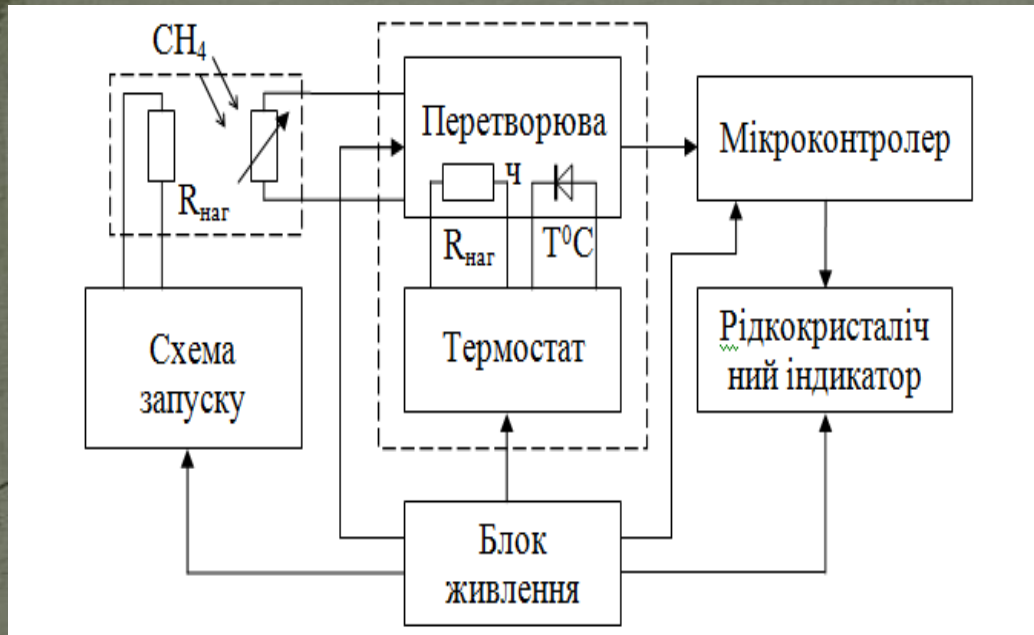 CH₄
Rнаг
Перетворюва
ч
Rнаг
T⁰C
Мікроконтролер
Схема
запуску
Термостат
Рідкокристаліч
ний індикатор
Блок
живлення